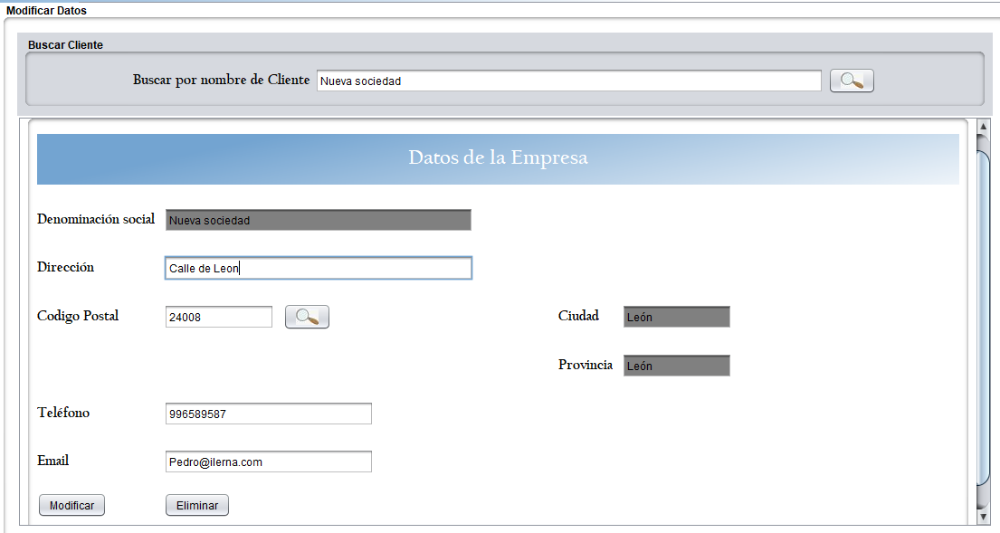 Modificar Datos
Buscar Cliente
Buscar por nombre de Cliente Nueva sociedad
Datos de la Empresa
Denominación social Nueva sociedad
Dirección Calle de Leon
Codigo Postal 24008 Ciudad León
Provincia León
Teléfono 996589587
Email Pedro@ilerna.com
Modificar Eliminar